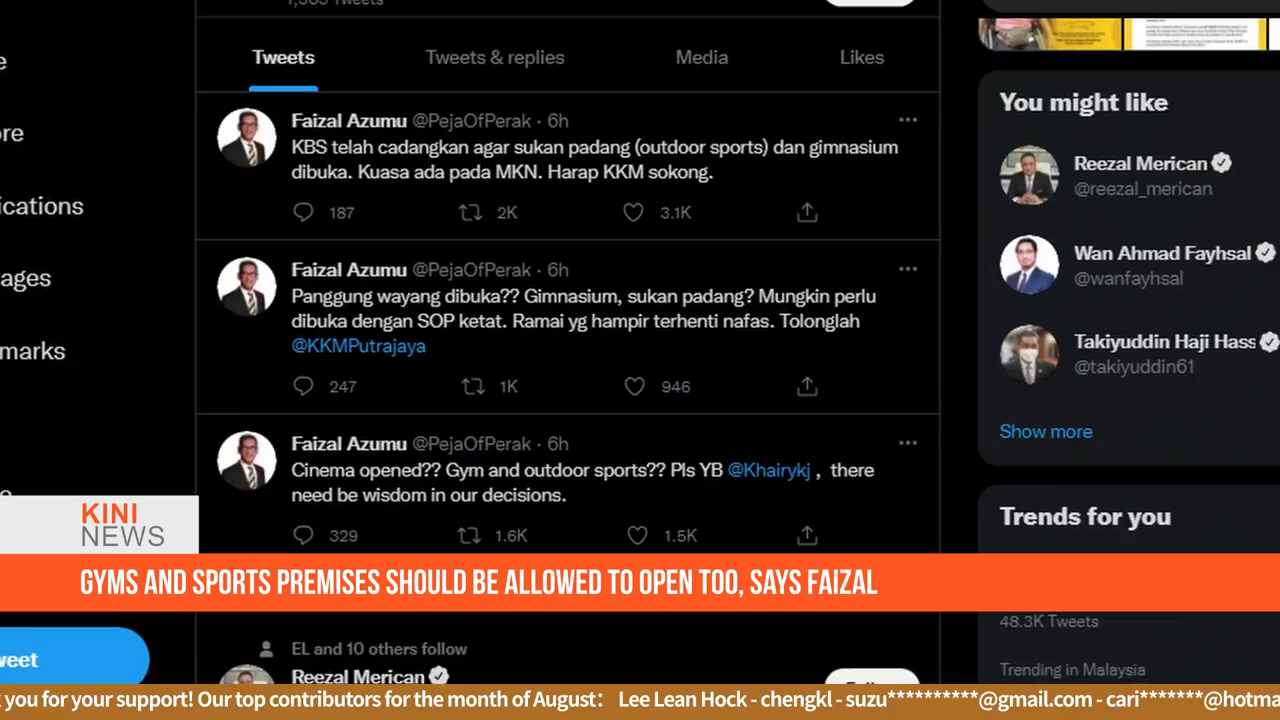 Tweets
Tweets & replies
Media
Likes
Faizal Azumu @PejaOfPerak · 6h
KBS telah cadangkan agar sukan padang (outdoor sports) dan gimnasium
dibuka. Kuasa ada pada MKN. Harap KKM sokong.
187
2K
3.1K
Faizal Azumu @PejaOfPerak · 6h
Panggung wayang dibuka?? Gimnasium, sukan padang? Mungkin perlu
dibuka dengan SOP ketat. Ramai yg hampir terhenti nafas. Tolonglah
@KKMPutrajaya
247
1K
946
Faizal Azumu @PejaOfPerak · 6h
Cinema opened?? Gym and outdoor sports?? Pls YB @Khairykj , there
need be wisdom in our decisions.
329
1.6K
1.5K
EL and 10 others follow
Reezal Merican
ore
ications
ages
marks
weet
You might like
Reezal Merican
@reezal_merican
Wan Ahmad Fayhsal
@wanfayhsal
Takiyuddin Haji Hass
@takiyuddin61
Show more
Trends for you
48.3K Tweets
Trending in Malaysia
KINI
NEWS
GYMS AND SPORTS PREMISES SHOULD BE ALLOWED TO OPEN TOO, SAYS FAIZAL
you for your support! Our top contributors for the month of August: Lee Lean Hock - chengkl - suzu**********@gmail.com - cari*******@hotma